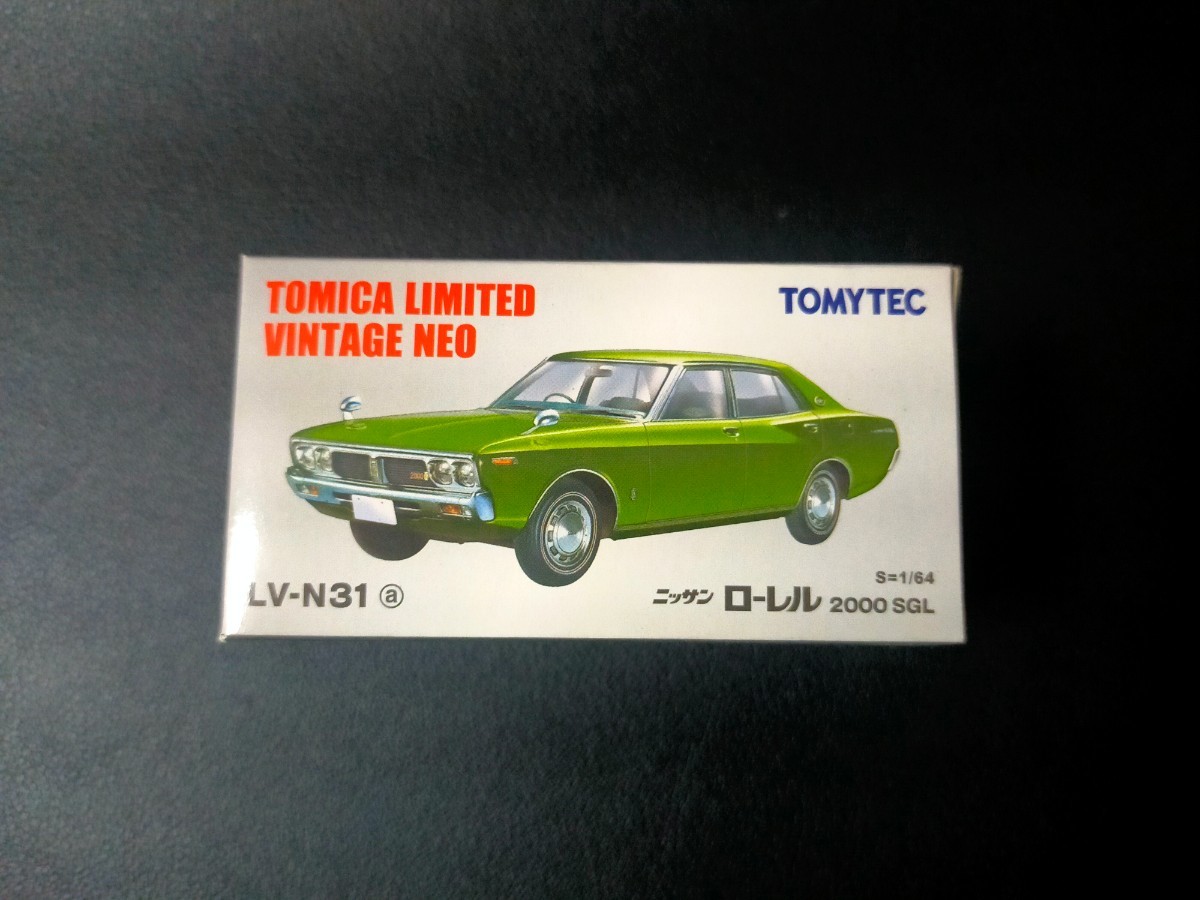 TOMICA LIMITED
VINTAGE NEO
TOMYTEC
LV-N31 ⓐ
S=1/64
ニッサン ローレル 2000 SGL